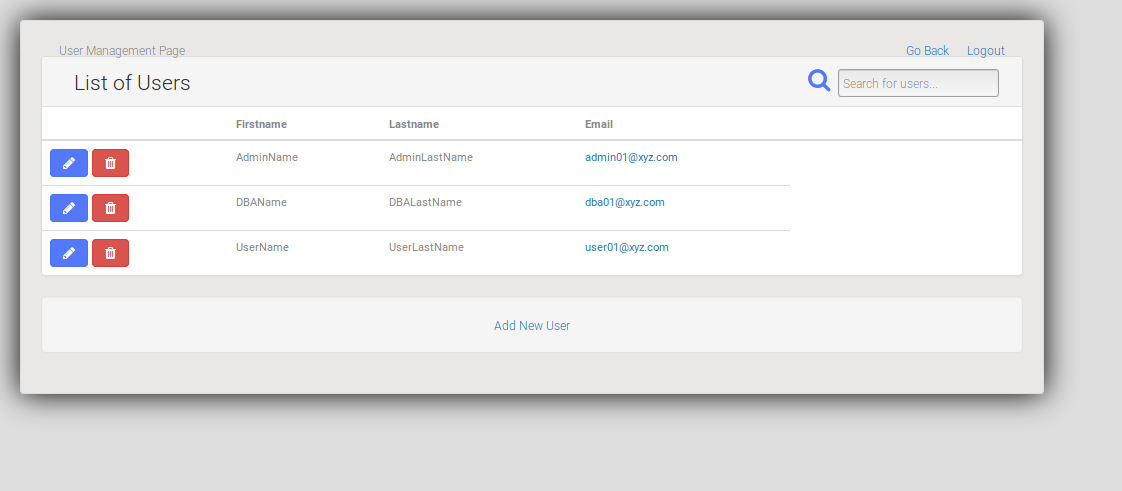 User Management Page Go Back Logout
List of Users Search for users...
Firstname Lastname Email
AdminName AdminLastName admin01@xyz.com
DBAName DBALastName dba01@xyz.com
UserName UserLastName user01@xyz.com
Add New User